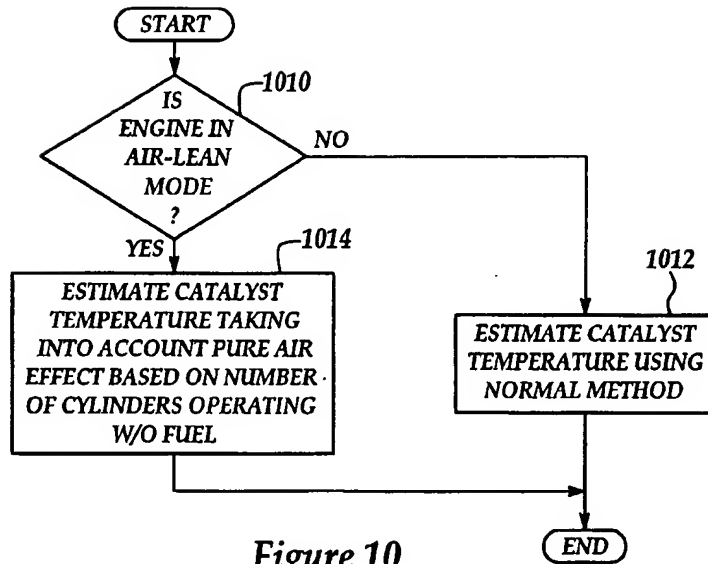 START
1010
IS
ENGINE IN
AIR-LEAN
MODE
?
NO
YES
1014
ESTIMATE CATALYST
TEMPERATURE TAKING
INTO ACCOUNT PURE AIR
EFFECT BASED ON NUMBER
OF CYLINDERS OPERATING
W/O FUEL
1012
ESTIMATE CATALYST
TEMPERATURE USING
NORMAL METHOD
END
Figure 10